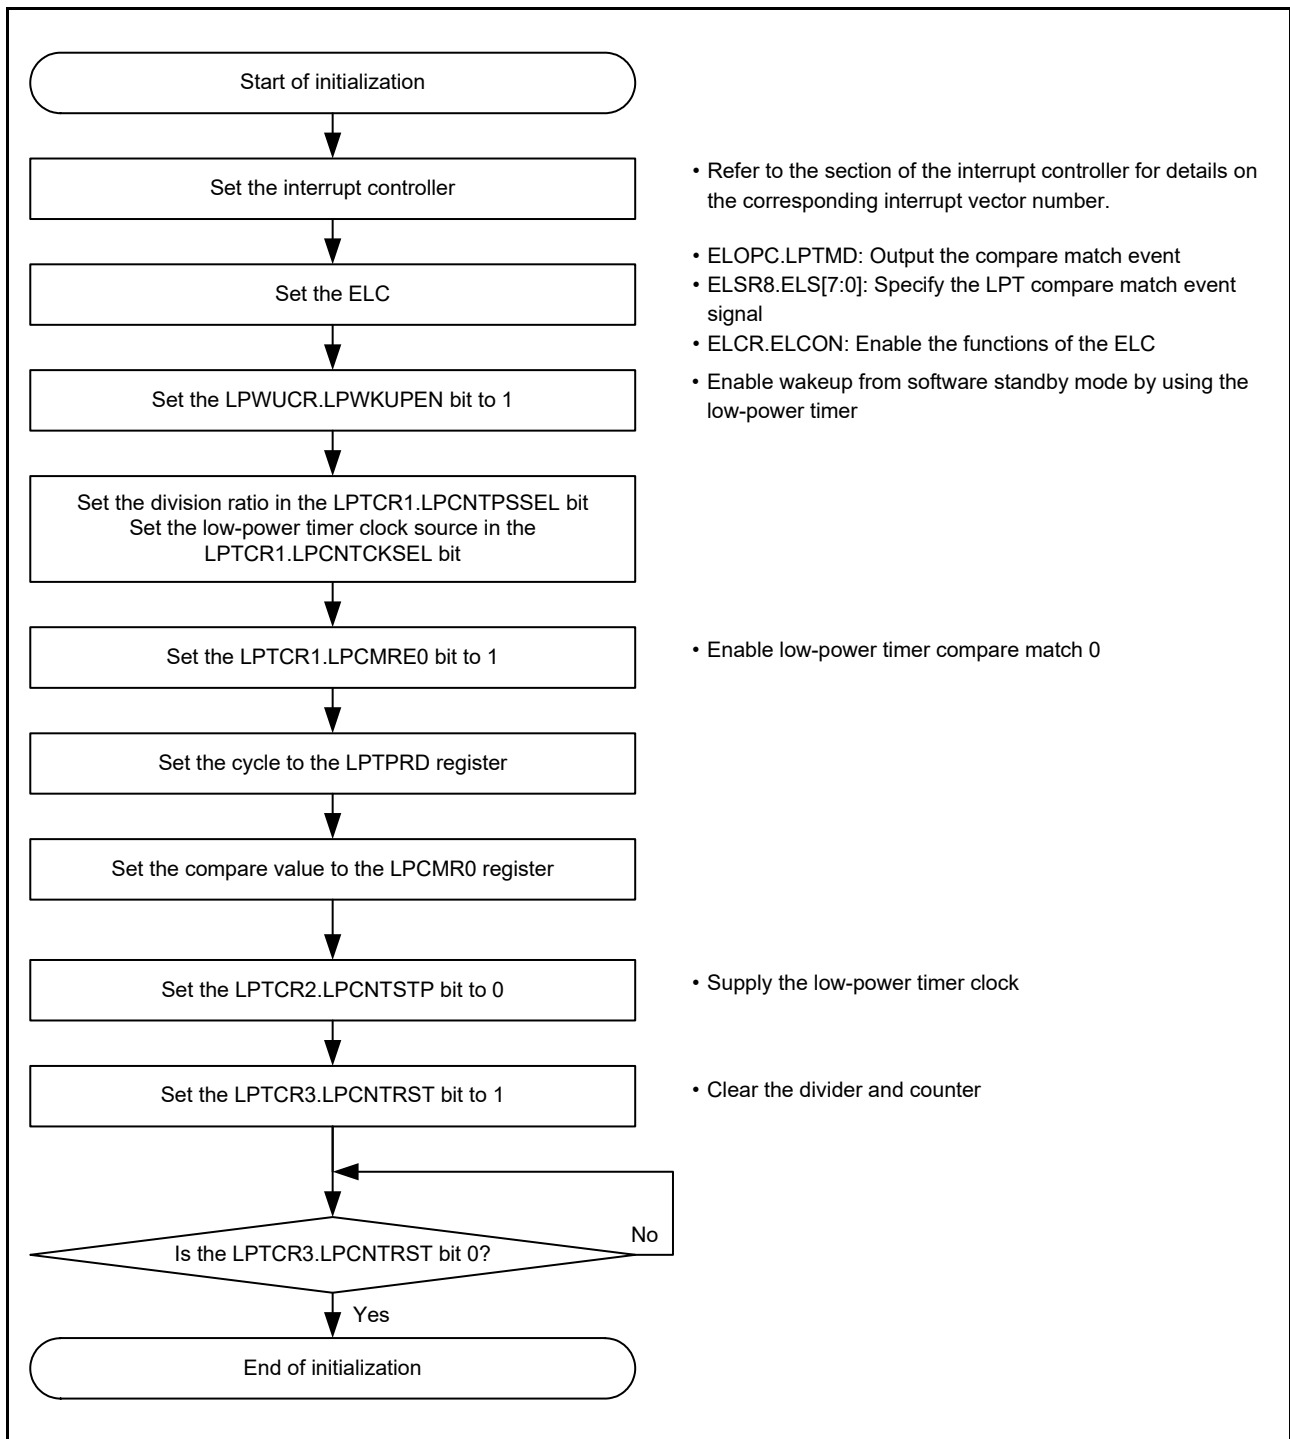 Start of initialization
Set the interrupt controller
• Refer to the section of the interrupt controller for details on
the corresponding interrupt vector number.
Set the ELC
• ELOPC.LPTMD: Output the compare match event
• ELSR8.ELS[7:0]: Specify the LPT compare match event
signal
• ELCR.ELCON: Enable the functions of the ELC
Set the LPWUCR.LPWKUPEN bit to 1
• Enable wakeup from software standby mode by using the
low-power timer
Set the division ratio in the LPTCR1.LPCNTPSSEL bit
Set the low-power timer clock source in the
LPTCR1.LPCNTCKSEL bit
Set the LPTCR1.LPCMRE0 bit to 1
• Enable low-power timer compare match 0
Set the cycle to the LPTPRD register
Set the compare value to the LPCMR0 register
Set the LPTCR2.LPCNTSTP bit to 0
• Supply the low-power timer clock
Set the LPTCR3.LPCNTRST bit to 1
• Clear the divider and counter
Is the LPTCR3.LPCNTRST bit 0?
No
Yes
End of initialization